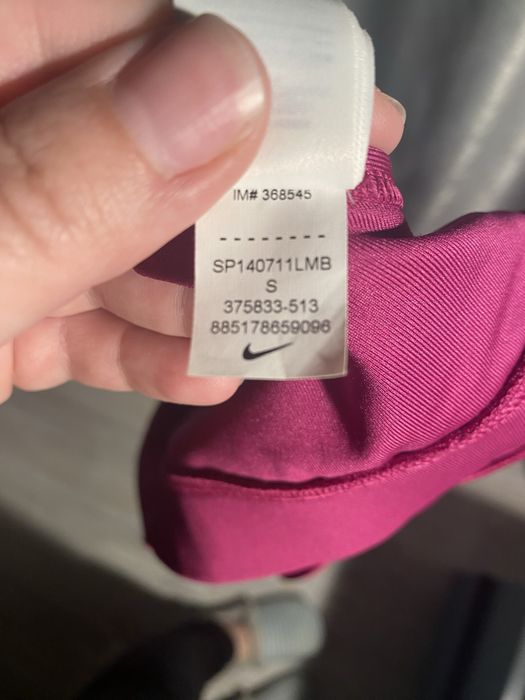 IM# 368545
--------
SP140711LMB
S
375833-513
885178659096